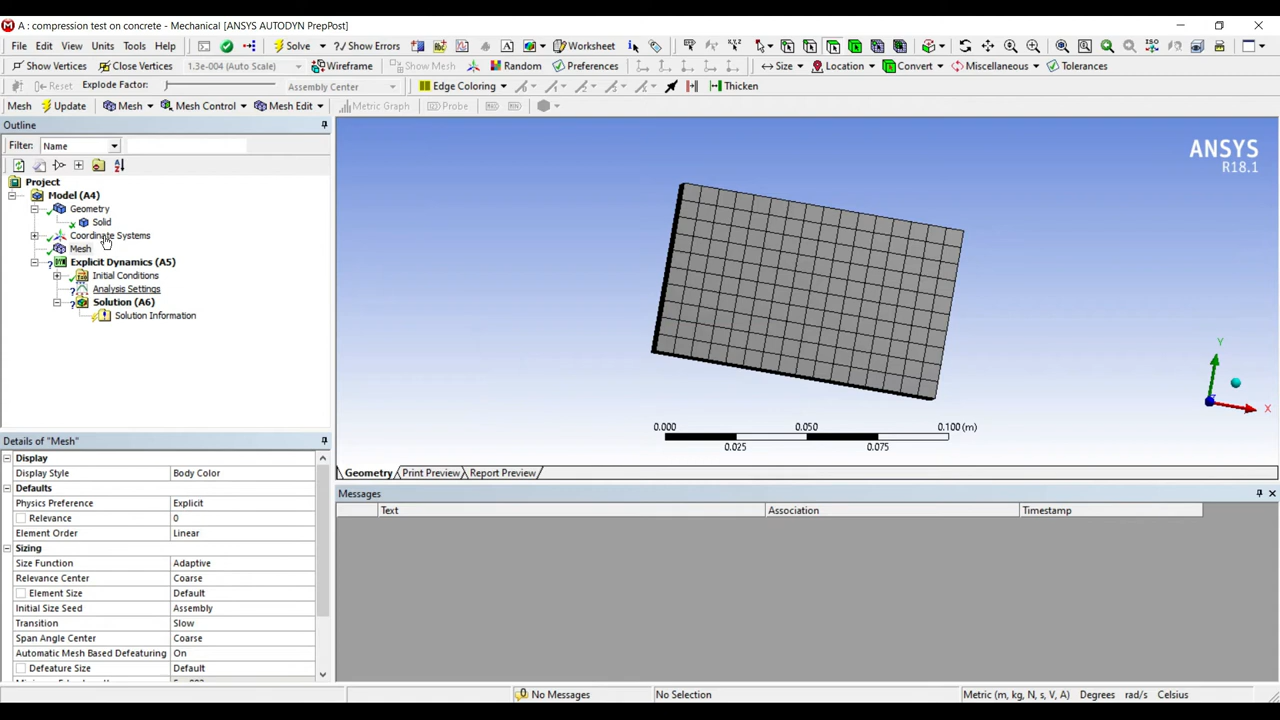 A : compression test on concrete - Mechanical [ANSYS AUTODYN PrepPost]
File Edit View Units Tools Help Solve ?/Show Errors Worksheet
Show Vertices Close Vertices 1.3e-004 (Auto Scale) Wireframe Show Mesh Random Preferences Size Location Convert Miscellaneous Tolerances
Reset Explode Factor: Assembly Center Edge Coloring Thicken
Mesh Update Mesh Mesh Control Mesh Edit Metric Graph Probe
Outline
Filter: Name
Project
Model (A4)
Geometry
Solid
Coordinate Systems
Mesh
Explicit Dynamics (A5)
Initial Conditions
Analysis Settings
Solution (A6)
Solution Information
ANSYS
R18.1
Y
X
0.000 0.050 0.100 (m)
0.025 0.075
Geometry Print Preview Report Preview
Details of "Mesh"
Display
Display Style Body Color
Defaults
Physics Preference Explicit
Relevance 0
Element Order Linear
Sizing
Size Function Adaptive
Relevance Center Coarse
Element Size Default
Initial Size Seed Assembly
Transition Slow
Span Angle Center Coarse
Automatic Mesh Based Defeaturing On
Defeature Size Default
Messages
Text Association Timestamp
No Messages No Selection Metric (m, kg, N, s, V, A) Degrees rad/s Celsius